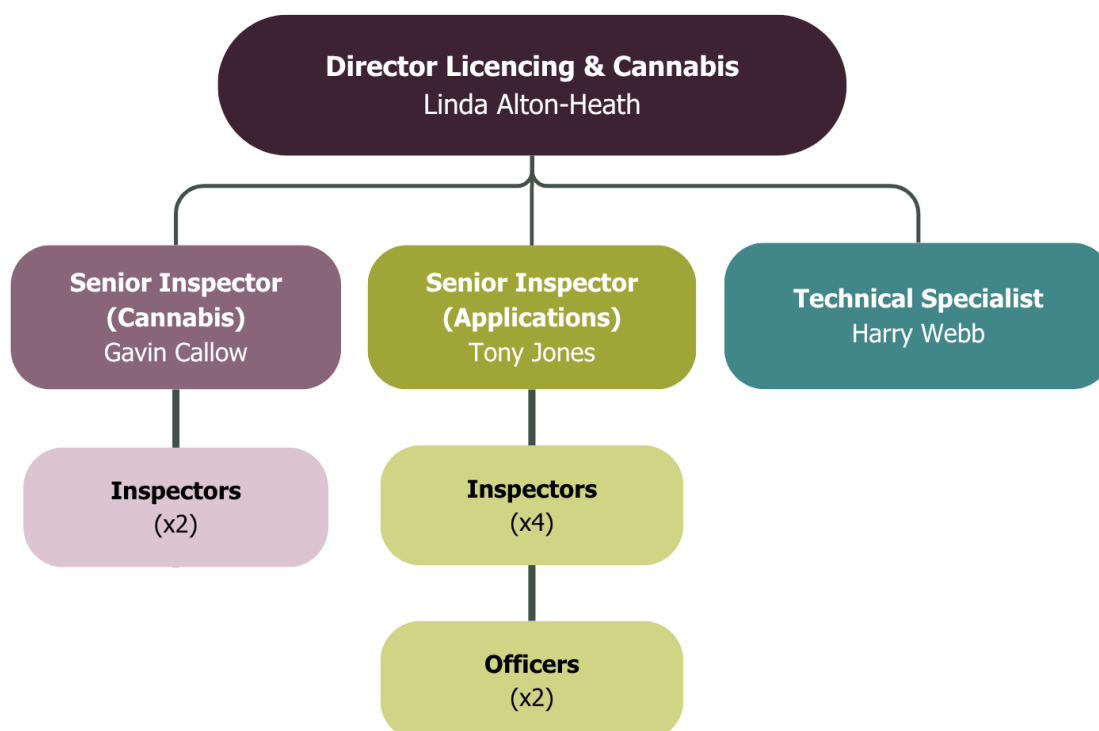 Director Licencing & Cannabis
Linda Alton-Heath
Senior Inspector
(Cannabis)
Gavin Callow
Senior Inspector
(Applications)
Tony Jones
Technical Specialist
Harry Webb
Inspectors
(x2)
Inspectors
(x4)
Officers
(x2)